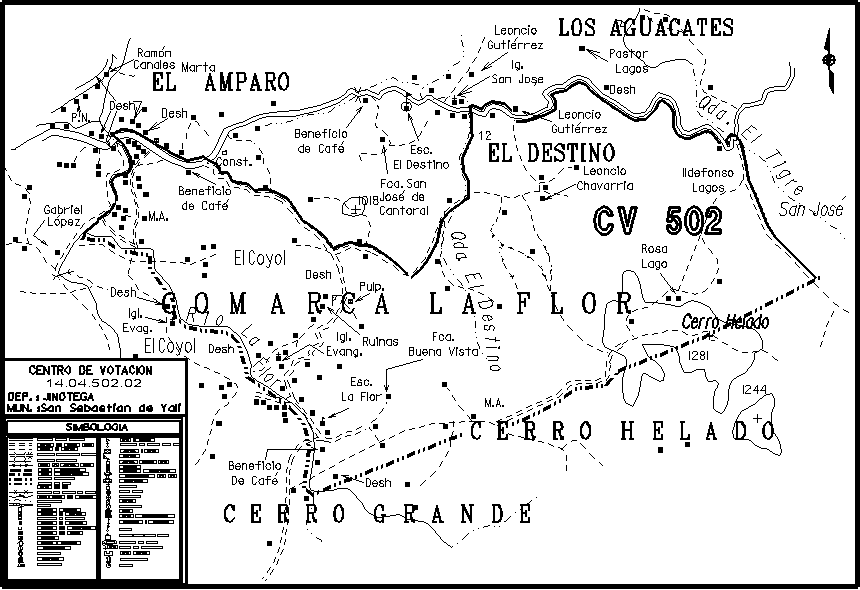 LOS AGUACATES
Leoncio
Gutiérrez
Pastor
Lagos
Ramón
Canales
Marta
EL AMPARO
Ig.
San Jose
Desh
P.N.
Desh
Desh
Leoncio
Gutiérrez
Qda. El Tigre
Beneficio
de Café
Esc.
El Destino
12
EL DESTINO
Const.
Beneficio
de Café
Fca. San
José de
Cantoral
1018
Leoncio
Chavarria
Ildefonso
Lagos
San Jose
Gabriel
López
M.A.
CV 502
El Coyol
Qda El Destino
Rosa
Lago
Desh
Pulp.
Desh
COMARCA LA FLOR
Igl.
Evag.
Rio La Flor
El Coyol
Desh
Igl.
Evang.
Ruinas
Fca.
Buena Vista
Cerro Helado
1281
Esc.
La Flor
1244
M.A.
CERRO HELADO
Beneficio
De Café
Desh
CERRO GRANDE
CENTRO DE VOTACION
14.04.502.02
DEP. : JINOTEGA
MUN. :San Sebastian de Yali
SIMBOLOGIA